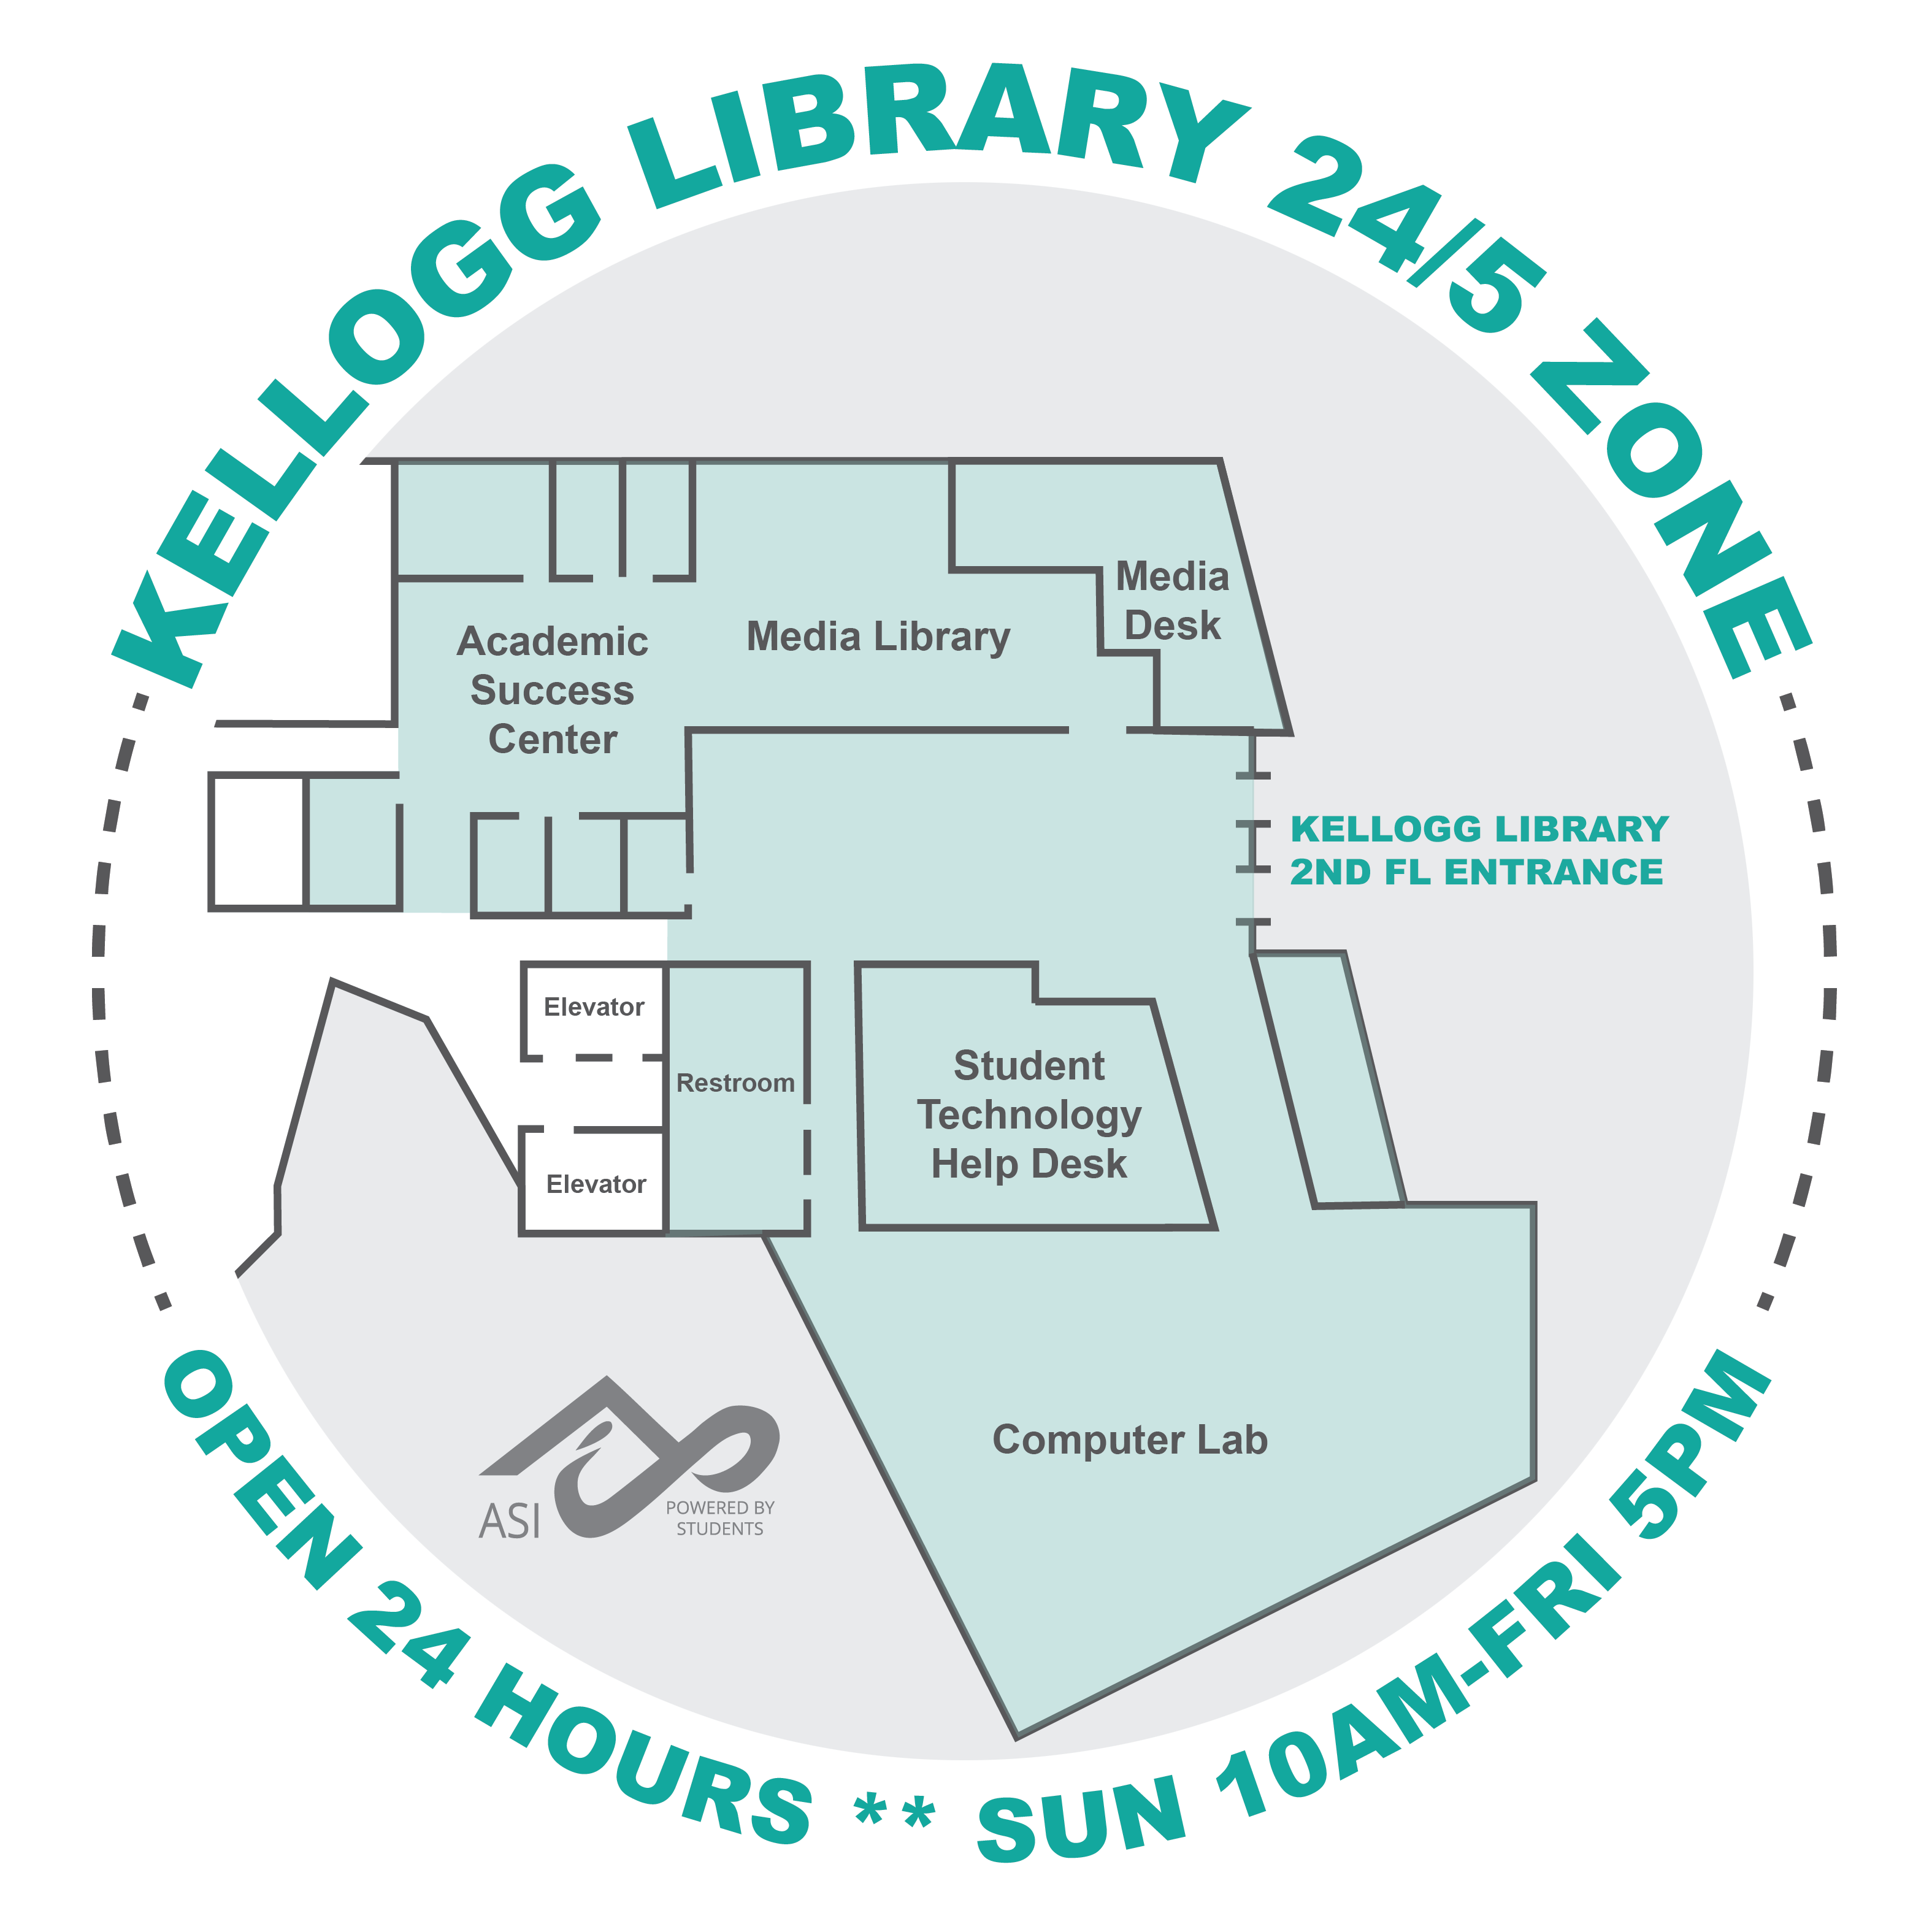 KELLOGG LIBRARY 24/5 ZONE
Media
Desk
Academic
Success
Center
Media Library
KELLOGG LIBRARY
2ND FL ENTRANCE
Elevator
Restroom
Elevator
Student
Technology
Help Desk
Computer Lab
ASI
POWERED BY
STUDENTS
OPEN 24 HOURS ** SUN 10AM-FRI 5PM